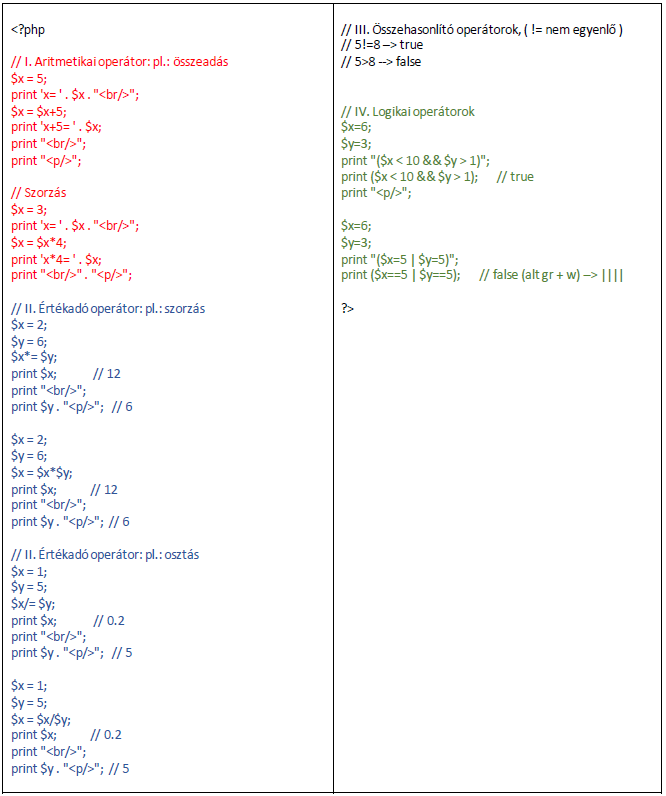 <?php
// I. Aritmetikai operátor: pl.: összeadás
$x = 5;
print 'x= ' . $x . "<br/>";
$x = $x+5;
print 'x+5= ' . $x;
print "<br/>";
print "<p/>";
// Szorzás
$x = 3;
print 'x= ' . $x . "<br/>";
$x = $x*4;
print 'x*4= ' . $x;
print "<br/>" . "<p/>";
// II. Értékadó operátor: pl.: szorzás
$x = 2;
$y = 6;
$x*= $y;
print $x; // 12
print "<br/>";
print $y . "<p/>"; // 6
$x = 2;
$y = 6;
$x = $x*$y;
print $x; // 12
print "<br/>";
print $y . "<p/>"; // 6
// II. Értékadó operátor: pl.: osztás
$x = 1;
$y = 5;
$x/= $y;
print $x; // 0.2
print "<br/>";
print $y . "<p/>"; // 5
$x = 1;
$y = 5;
$x = $x/$y;
print $x; // 0.2
print "<br/>";
print $y . "<p/>"; // 5
// III. Összehasonlító operátorok, ( != nem egyenlő )
// 5!=8 --> true
// 5>8 --> false
// IV. Logikai operátorok
$x=6;
$y=3;
print "($x < 10 && $y > 1)";
print ($x < 10 && $y > 1); // true
print "<p/>";
$x=6;
$y=3;
print "($x=5 | $y=5)";
print ($x==5 | $y==5); // false (alt gr + w) --> ||||
?>